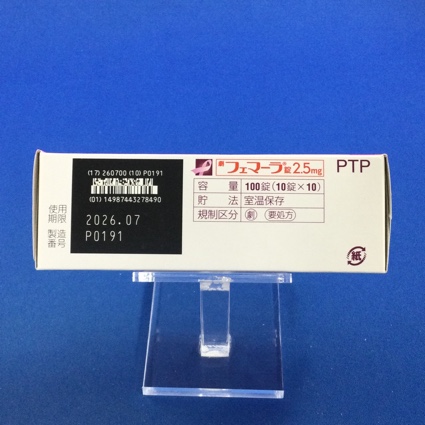 (17) 260700 (10) P0191
(01) 14987443278490
使用
期限
2026.07
製造
番号
P0191
劇 フェマーラ®錠 2.5mg
PTP
容量 100錠(10錠×10)
貯法 室温保存
規制区分 劇 要処方
紙